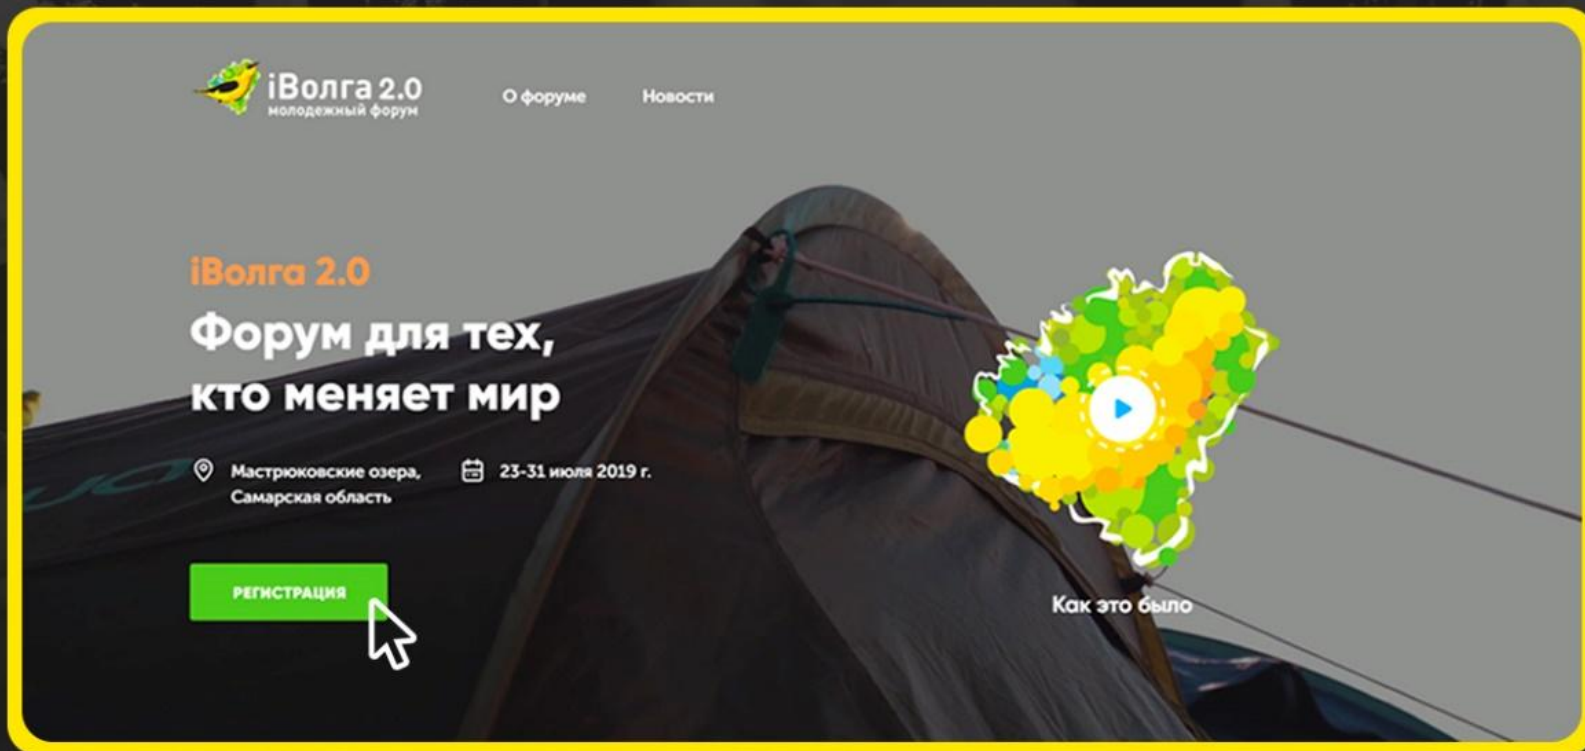 iВолга 2.0
молодежный форум
О форуме
Новости
iВолга 2.0
Форум для тех,
кто меняет мир
Мастрюковские озера,
Самарская область
23-31 июля 2019 г.
РЕГИСТРАЦИЯ
Как это было